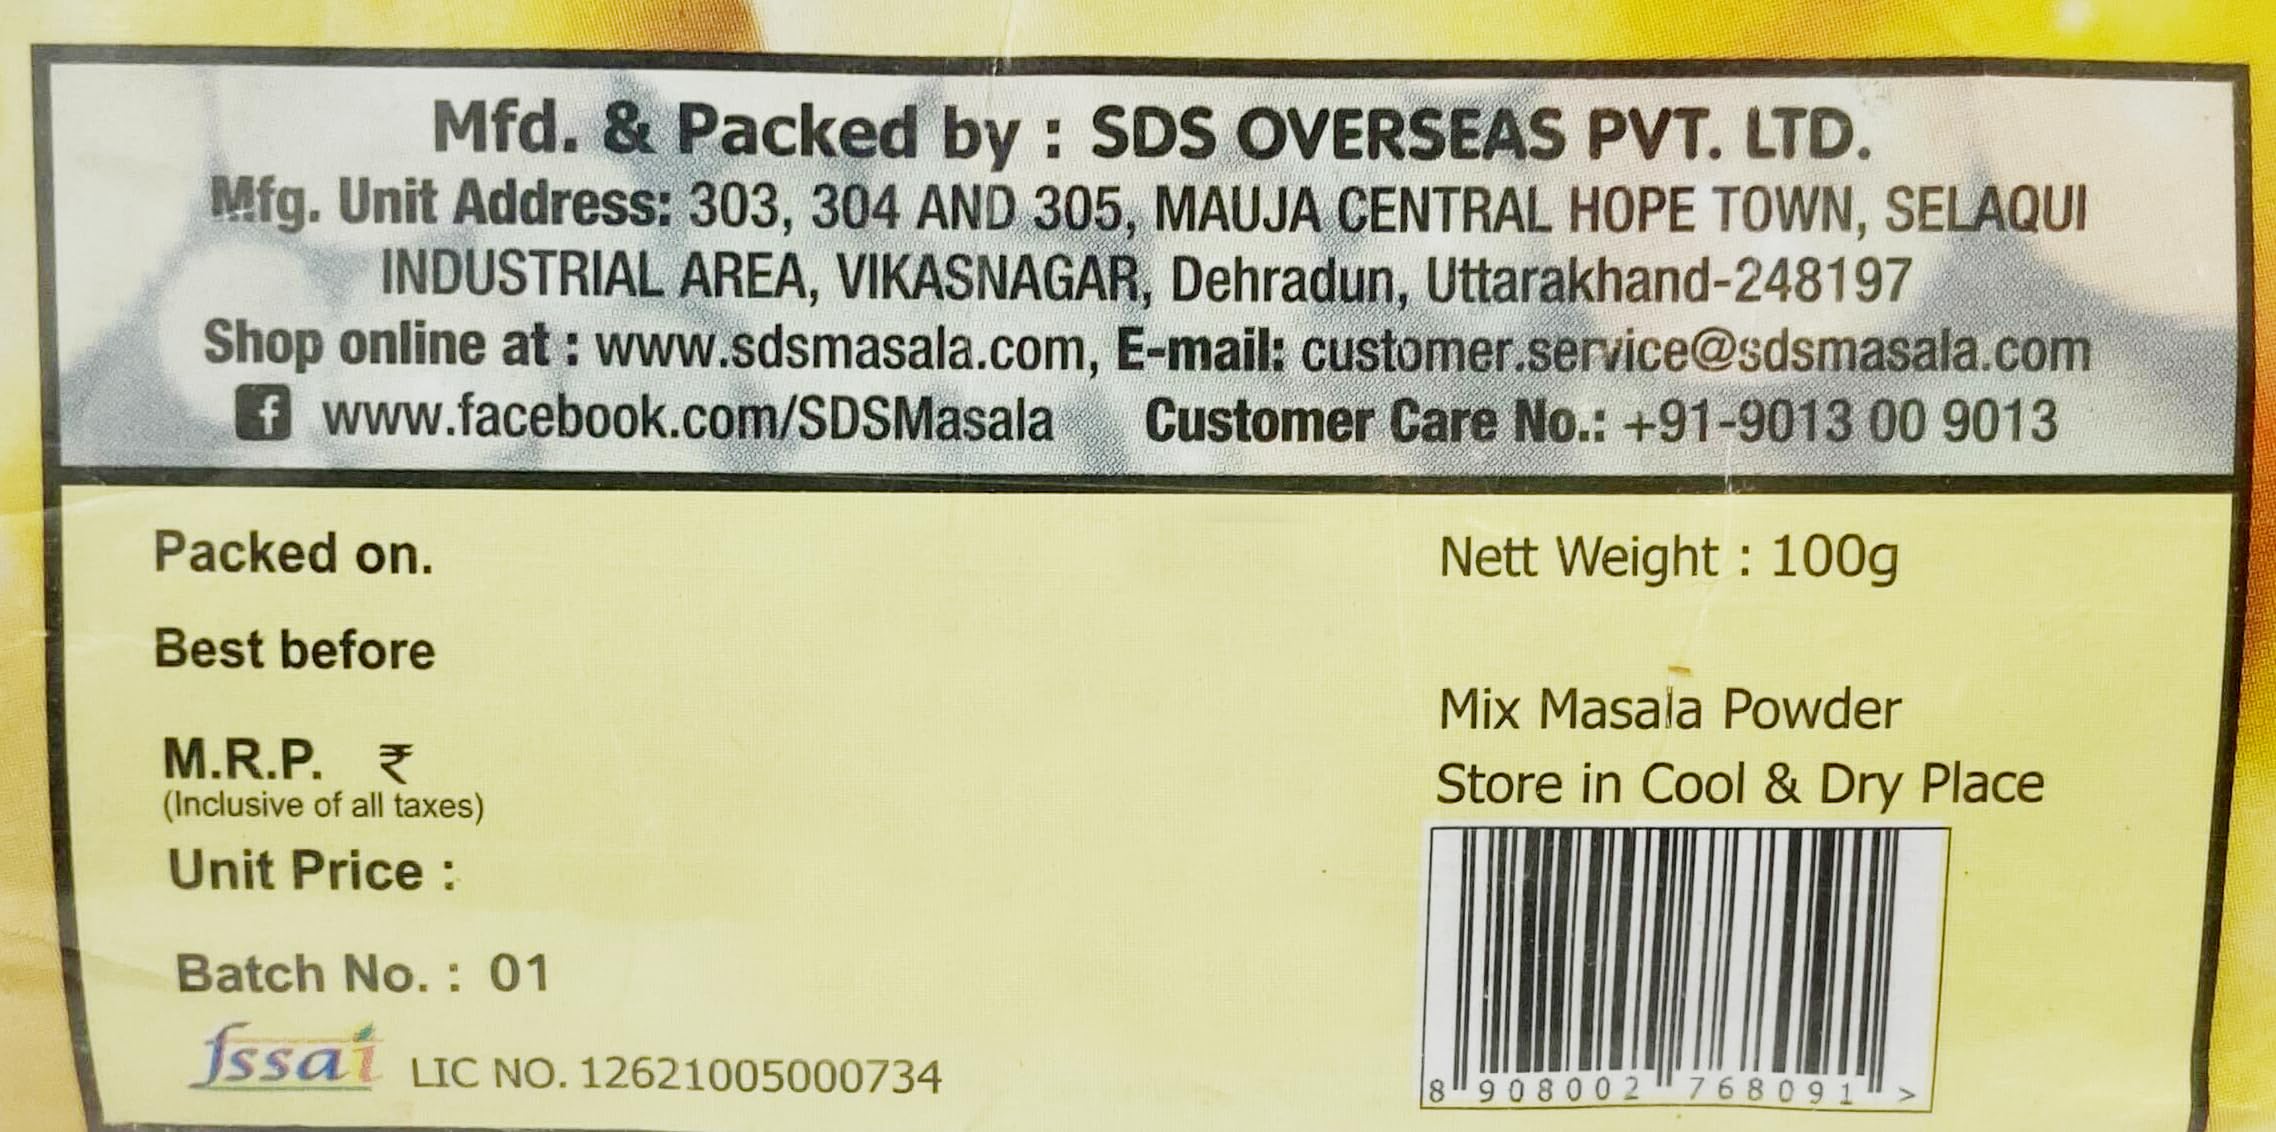 Mfd. & Packed by : SDS OVERSEAS PVT. LTD.
Mfg. Unit Address: 303, 304 AND 305, MAUJA CENTRAL HOPE TOWN, SELAQUI
INDUSTRIAL AREA, VIKASNAGAR, Dehradun, Uttarakhand-248197
Shop online at : www.sdsmasala.com, E-mail: customer.service@sdsmasala.com
f www.facebook.com/SDSMasala Customer Care No.: +91-9013 00 9013
Packed on.
Nett Weight : 100g
Best before
Mix Masala Powder
M.R.P. ₹
Store in Cool & Dry Place
(Inclusive of all taxes)
Unit Price :
Batch No. : 01
fssai LIC NO. 12621005000734
8 908002 768091 >